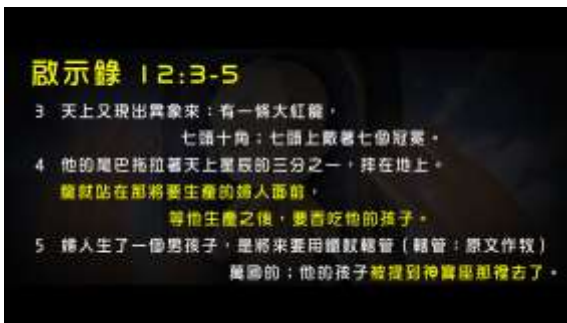 啟示錄 12:3-5
3 天上又現出異象來：有一條大紅龍，
七頭十角；七頭上戴著七個冠冕。
4 他的尾巴拖拉著天上星辰的三分之一，摔在地上。
龍就站在那將要生產的婦人面前，
等他生產之後，要吞吃他的孩子。
5 婦人生了一個男孩子，是將來要用鐵杖轄管（轄管：原文作牧）
萬國的；他的孩子被提到神寶座那裡去了。